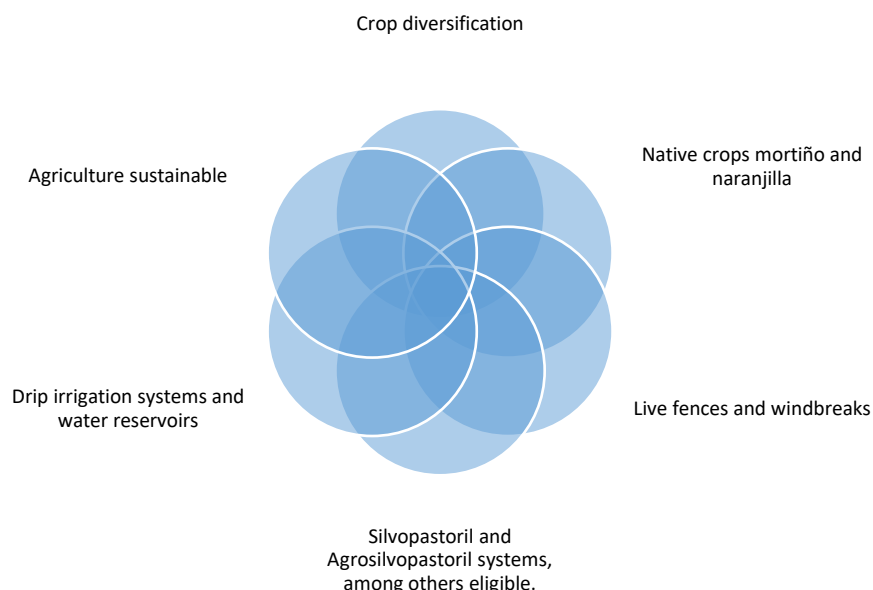 Crop diversification
Native crops mortiño and
naranjilla
Live fences and windbreaks
Silvopastoril and
Agrosilvopastoril systems,
among others eligible.
Drip irrigation systems and
water reservoirs
Agriculture sustainable